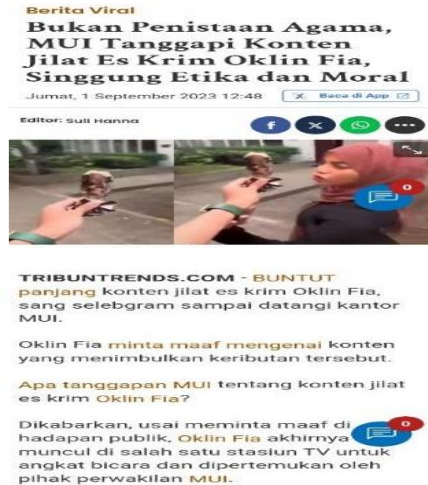 Berita Viral
Bukan Penistaan Agama,
MUI Tanggapi Konten
Jilat Es Krim Oklin Fia,
Singgung Etika dan Moral
Jumat, 1 September 2023 12:48
X Baca di App
Editor: Suli Hanna
0
TRIBUNTRENDS.COM - BUNTUT
panjang konten jilat es krim Oklin Fia,
sang selebgram sampai datangi kantor
MUI.
Oklin Fia minta maaf mengenai konten
yang menimbulkan keributan tersebut.
Apa tanggapan MUI tentang konten jilat
es krim Oklin Fia?
Dikabarkan, usai meminta maaf di
hadapan publik, Oklin Fia akhirnya
muncul di salah satu stasiun TV untuk
angkat bicara dan dipertemukan oleh
pihak perwakilan MUI.
0